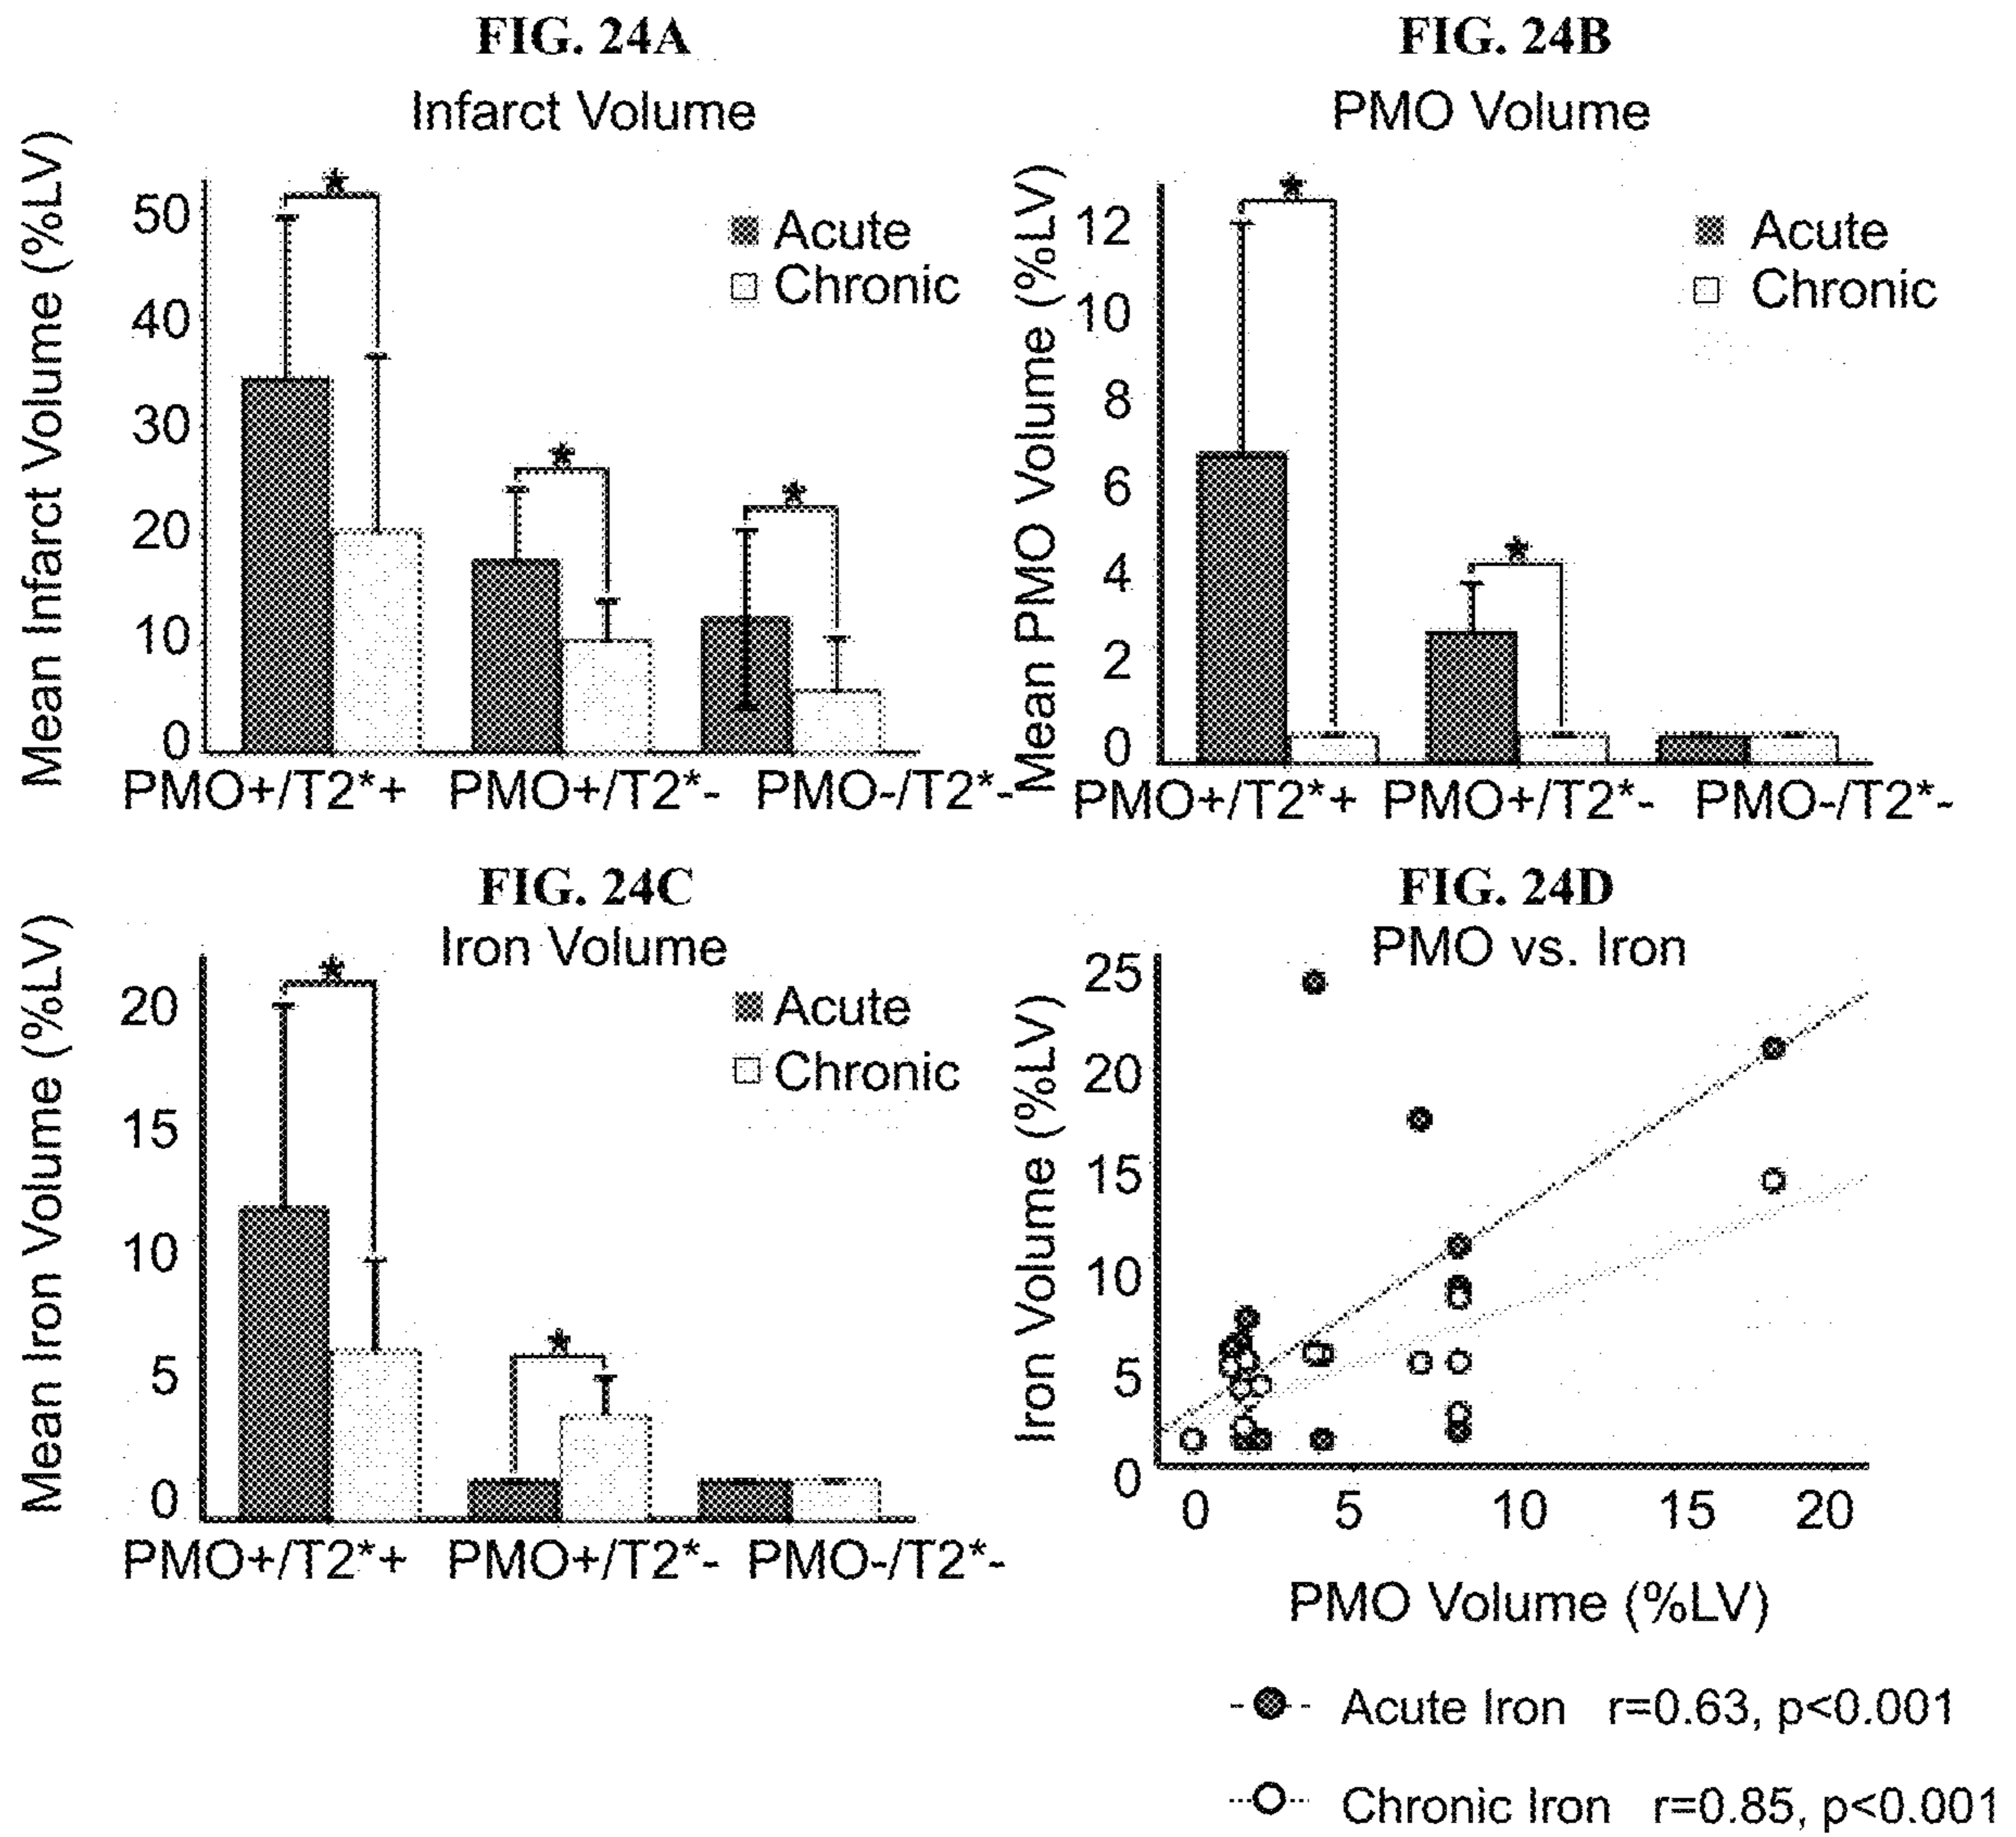 FIG. 24A
Infarct Volume
Mean Infarct Volume (%LV)
50
40
30
20
10
0
*
*
*
Acute
Chronic
PMO+/T2*+ PMO+/T2*- PMO-/T2*-
FIG. 24B
PMO Volume
Mean PMO Volume (%LV)
12
10
8
6
4
2
0
*
*
Acute
Chronic
PMO+/T2*+ PMO+/T2*- PMO-/T2*-
FIG. 24C
Iron Volume
Mean Iron Volume (%LV)
20
15
10
5
0
*
*
Acute
Chronic
PMO+/T2*+ PMO+/T2*- PMO-/T2*-
FIG. 24D
PMO vs. Iron
Iron Volume (%LV)
25
20
15
10
5
0
0 5 10 15 20
PMO Volume (%LV)
Acute Iron r=0.63, p<0.001
Chronic Iron r=0.85, p<0.001